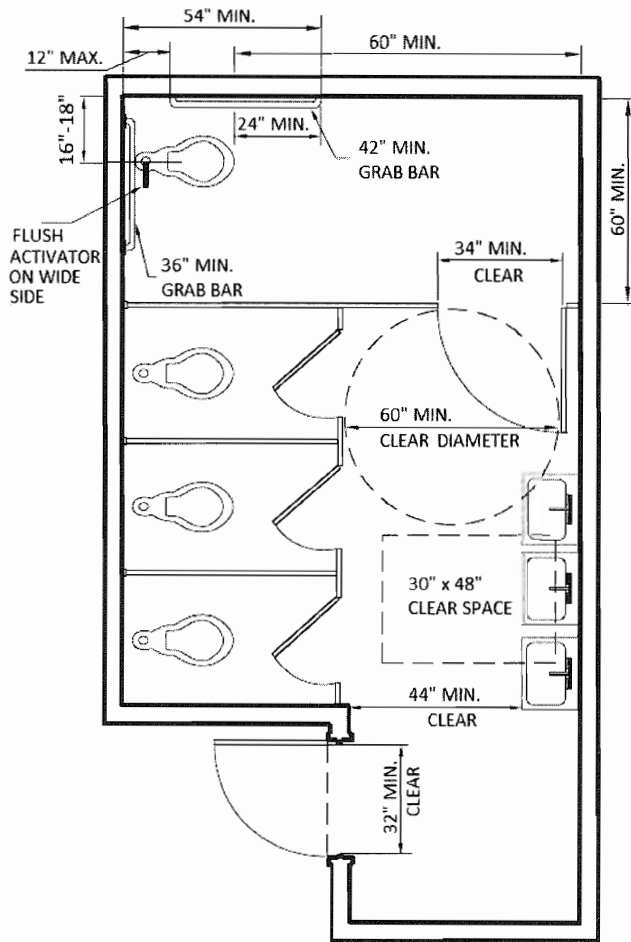 54" MIN.
12" MAX.
60" MIN.
16"-18"
24" MIN.
42" MIN.
GRAB BAR
60" MIN.
FLUSH
ACTIVATOR
ON WIDE
SIDE
36" MIN.
GRAB BAR
34" MIN.
CLEAR
60" MIN.
CLEAR DIAMETER
30" x 48"
CLEAR SPACE
44" MIN.
CLEAR
32" MIN.
CLEAR